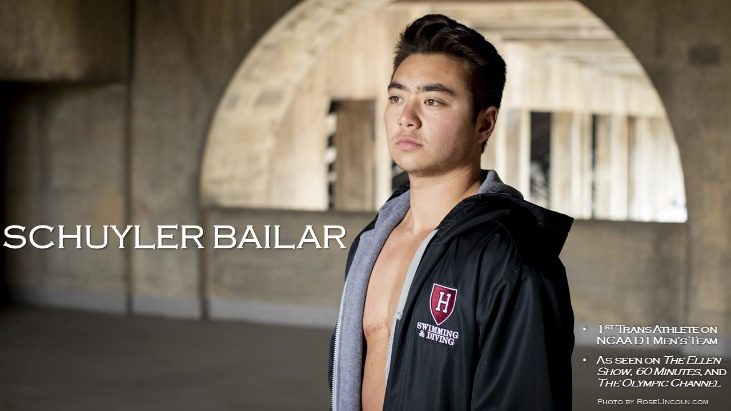 SCHUYLER BAILAR
H
SWIMMING
& DIVING
• 1ST TRANS ATHLETE ON
NCAA D1 MEN'S TEAM
• AS SEEN ON THE ELLEN
SHOW, 60 MINUTES, AND
THE OLYMPIC CHANNEL
PHOTO BY ROSELINCOLN.COM